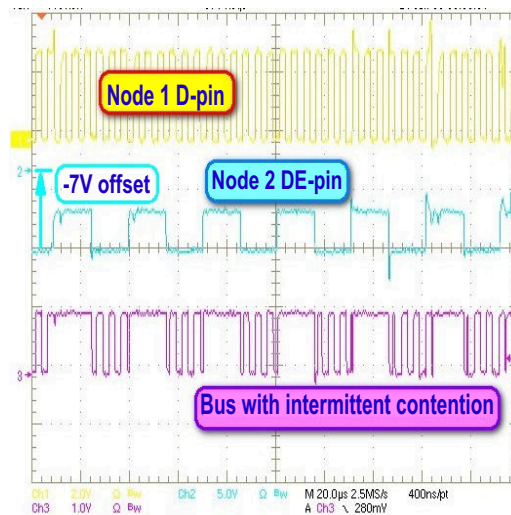 Node 1 D-pin
2
-7V offset
Node 2 DE-pin
3
Bus with intermittent contention
Ch1 2.0V Ω Bw Ch2 5.0V Ω Bw M 20.0µs 2.5MS/s 400ns/pt
Ch3 1.0V Ω Bw A Ch3 280mV